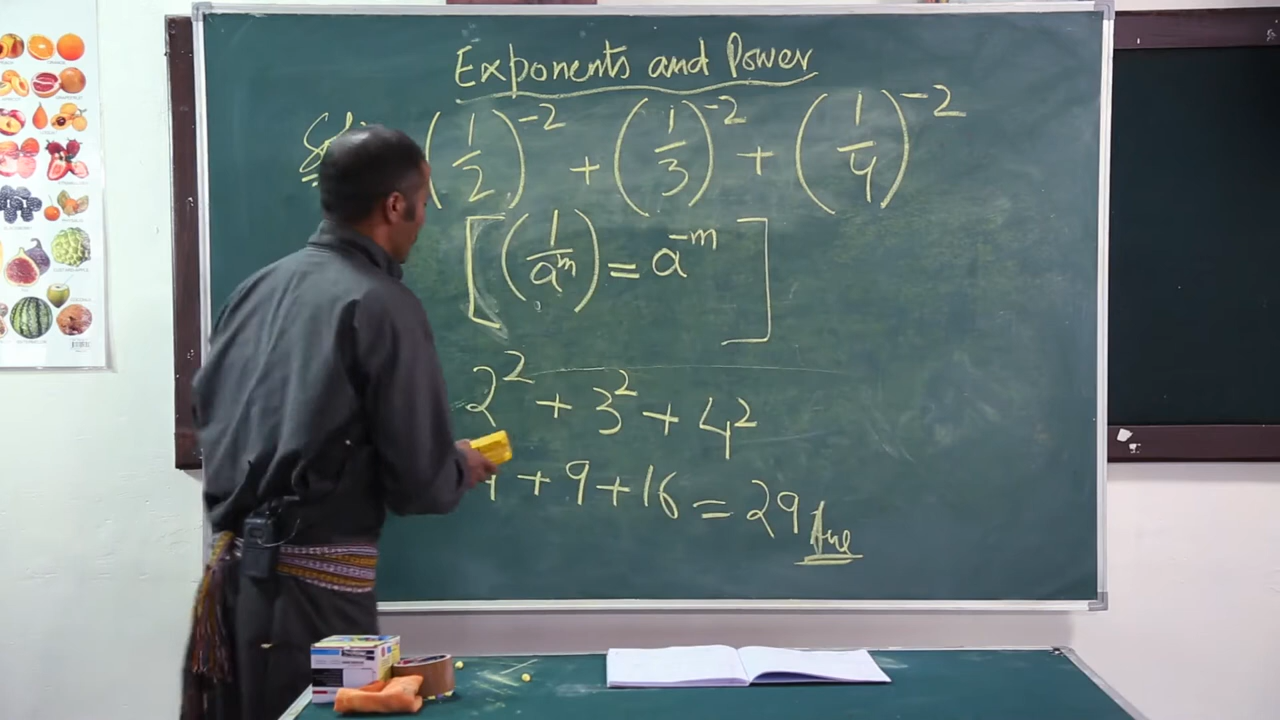 Exponents and Power
(1/2)^-2 + (1/3)^-2 + (1/4)^-2
[(1/a^m) = a^-m]
2^2 + 3^2 + 4^2
4 + 9 + 16 = 29 Ans